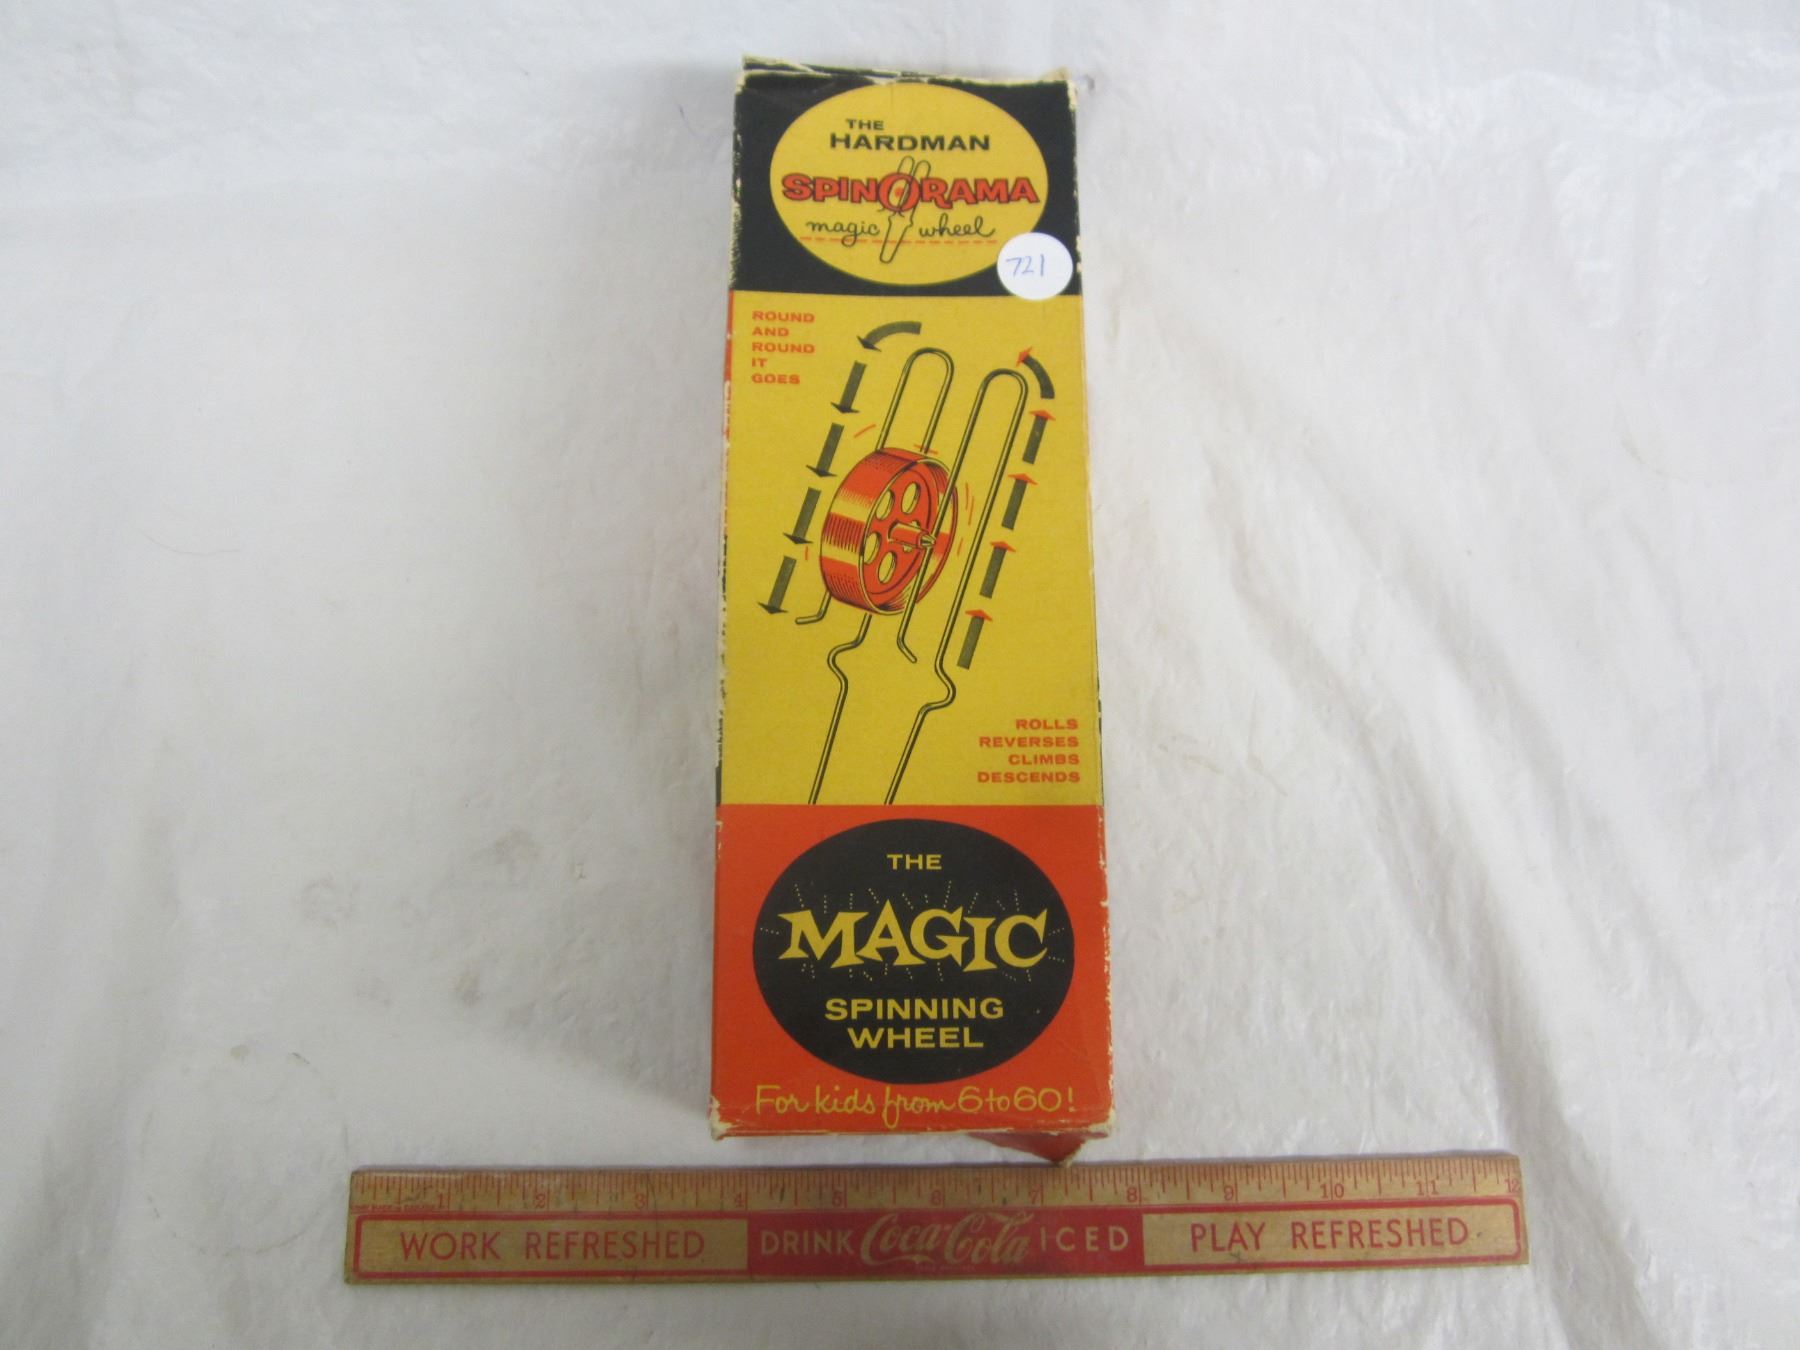 THE
HARDMAN
SPINORAMA
magic wheel
721
ROUND
AND
ROUND
IT
GOES
ROLLS
REVERSES
CLIMBS
DESCENDS
THE
MAGIC
SPINNING
WHEEL
For kids from 6 to 60!
1 2 3 4 5 6 7 8 9 10 11 12
WORK REFRESHED DRINK Coca-Cola ICED PLAY REFRESHED